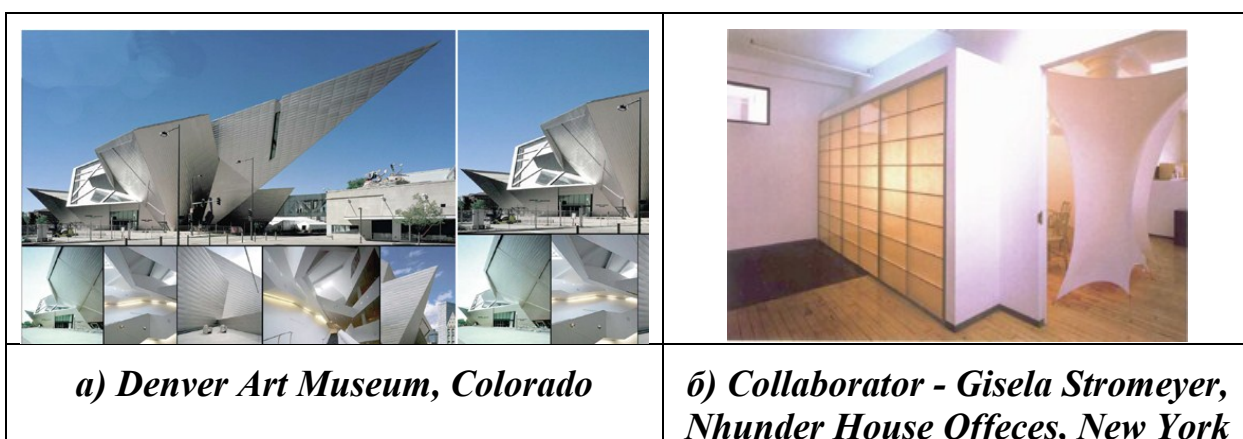 а) Denver Art Museum, Colorado
б) Collaborator - Gisela Stromeyer,
Nhunder House Offeces, New York